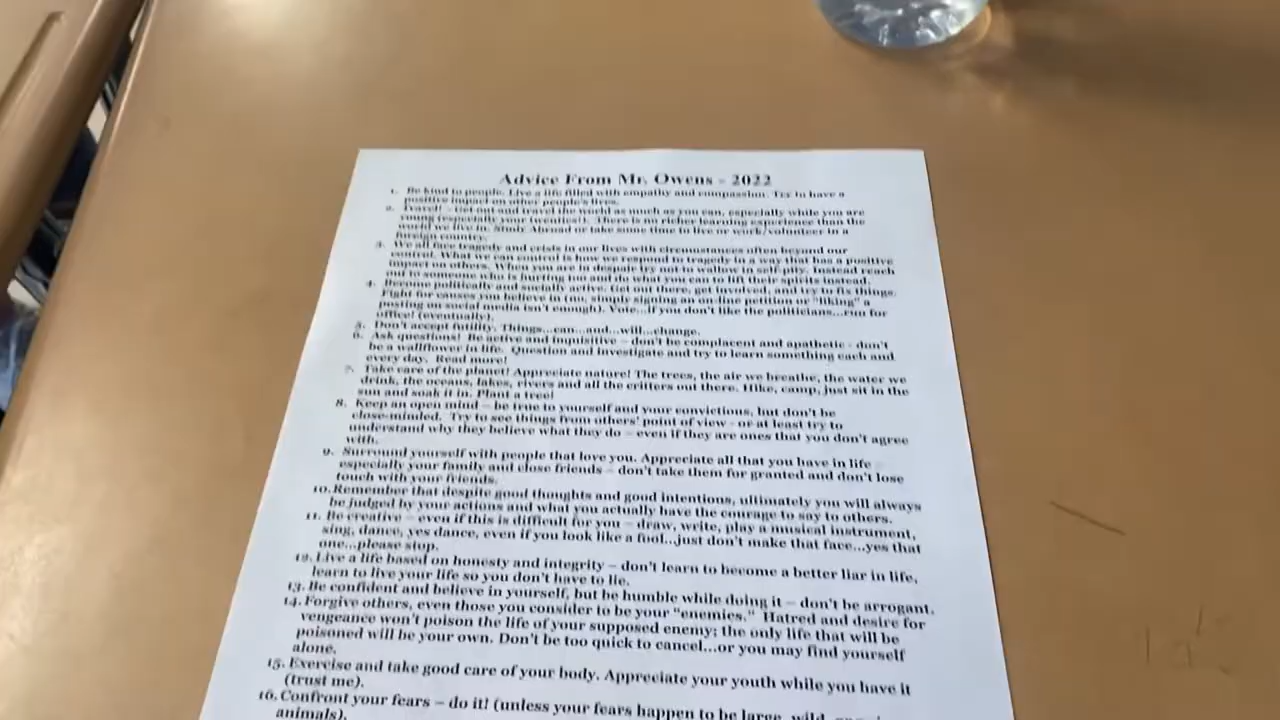 Advice From Mr. Owens - 2022
1. Be kind to people. Live a life filled with empathy and compassion. Try to have a
positive impact on other people's lives.
2. Travel! - Get out and travel the world as much as you can, especially while you are
young (especially your twenties!). There is no richer learning experience than the
world we live in. Study Abroad or take some time to live or work/volunteer in a
foreign country.
3. We all face tragedy and crisis in our lives with circumstances often beyond our
control. What we can control is how we respond to tragedy in a way that has a positive
impact on others. When you are in despair try not to wallow in self-pity. Instead reach
out to someone who is hurting too and do what you can to lift their spirits instead.
4. Become politically and socially active. Get out there, get involved, and try to fix things.
Fight for causes you believe in (no, simply signing an on-line petition or "liking" a
posting on social media isn't enough). Vote...if you don't like the politicians...run for
office! (eventually).
5. Don't accept futility. Things...can...and...will...change.
6. Ask questions! Be active and inquisitive – don't be complacent and apathetic - don't
be a wallflower in life. Question and investigate and try to learn something each and
every day. Read more!
7. Take care of the planet! Appreciate nature! The trees, the air we breathe, the water we
drink, the oceans, lakes, rivers and all the critters out there. Hike, camp, just sit in the
sun and soak it in. Plant a tree!
8. Keep an open mind – be true to yourself and your convictions, but don't be
close-minded. Try to see things from others' point of view - or at least try to
understand why they believe what they do – even if they are ones that you don't agree
with.
9. Surround yourself with people that love you. Appreciate all that you have in life –
especially your family and close friends – don't take them for granted and don't lose
touch with your friends.
10. Remember that despite good thoughts and good intentions, ultimately you will always
be judged by your actions and what you actually have the courage to say to others.
11. Be creative – even if this is difficult for you – draw, write, play a musical instrument,
sing, dance, yes dance, even if you look like a fool...just don't make that face...yes that
one...please stop.
12. Live a life based on honesty and integrity – don't learn to become a better liar in life,
learn to live your life so you don't have to lie.
13. Be confident and believe in yourself, but be humble while doing it – don't be arrogant.
14. Forgive others, even those you consider to be your "enemies." Hatred and desire for
vengeance won't poison the life of your supposed enemy; the only life that will be
poisoned will be your own. Don't be too quick to cancel...or you may find yourself
alone.
15. Exercise and take good care of your body. Appreciate your youth while you have it
(trust me).
16. Confront your fears – do it! (unless your fears happen to be large, wild,
animals).